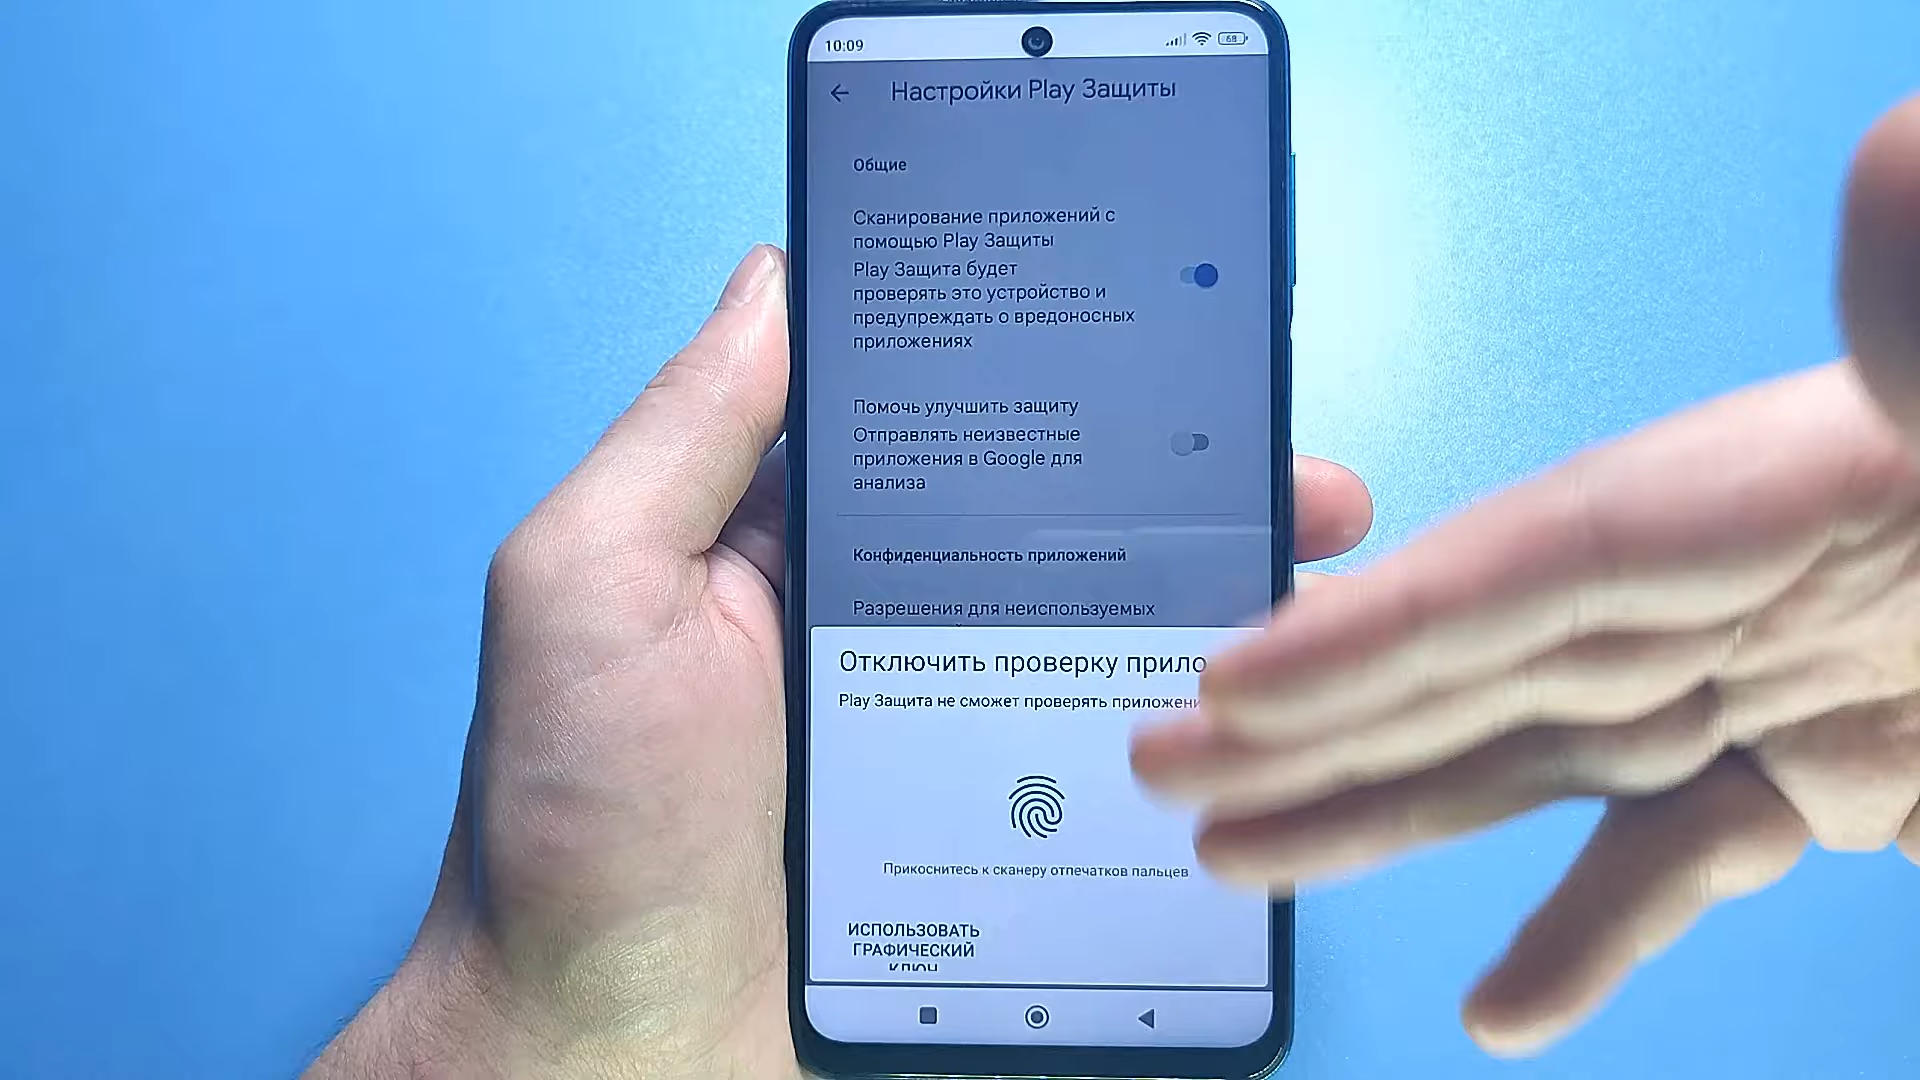 10:09
68
Настройки Play Защиты
Общие
Сканирование приложений с
помощью Play Защиты
Play Защита будет
проверять это устройство и
предупреждать о вредоносных
приложениях
Помочь улучшить защиту
Отправлять неизвестные
приложения в Google для
анализа
Конфиденциальность приложений
Разрешения для неиспользуемых
Отключить проверку прило
Play Защита не сможет проверять приложени
Прикоснитесь к сканеру отпечатков пальцев
ИСПОЛЬЗОВАТЬ
ГРАФИЧЕСКИЙ
КЛЮЧ